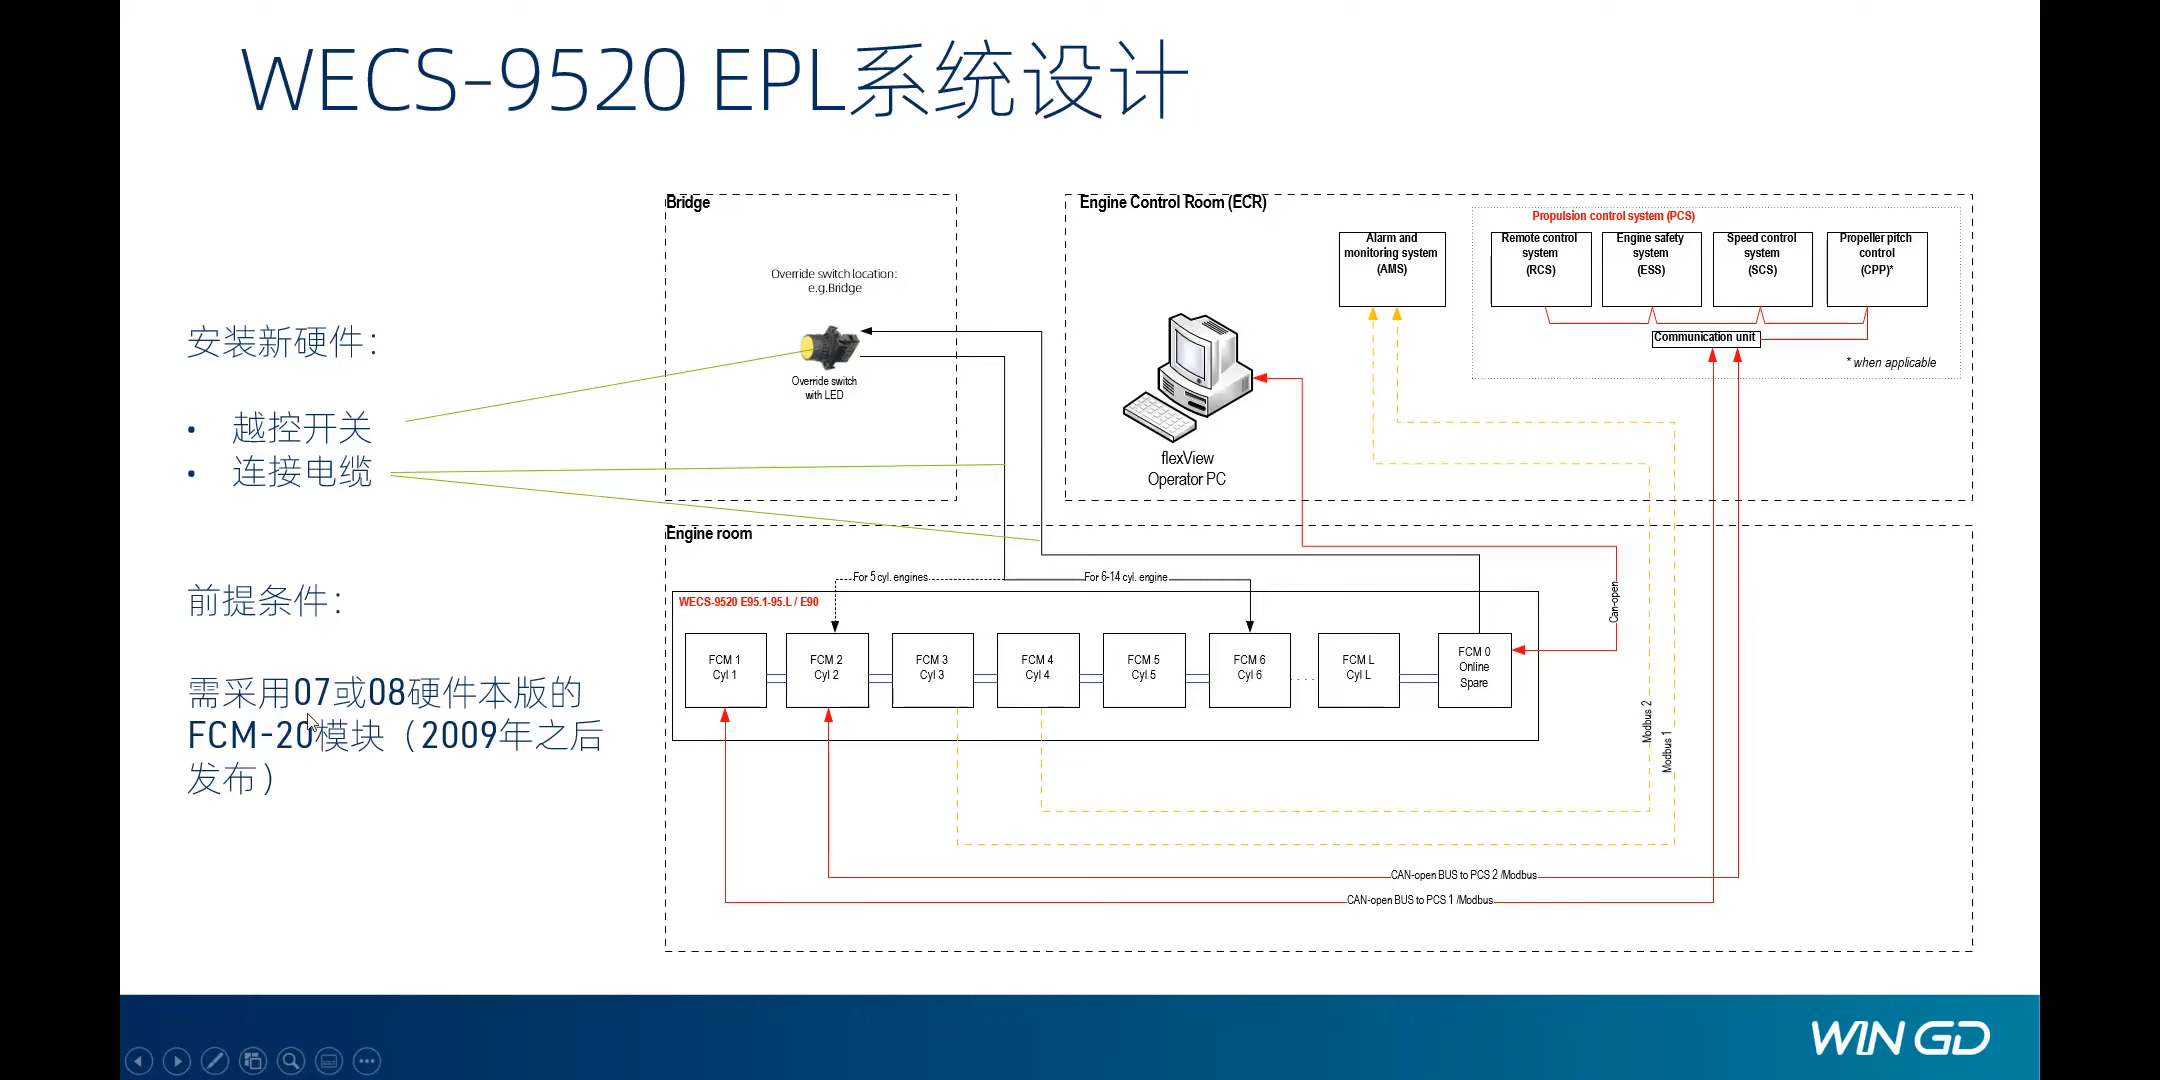 WECS-9520 EPL系统设计
安装新硬件：
• 越控开关
• 连接电缆
前提条件：
需采用07或08硬件本版的
FCM-20模块（2009年之后
发布）
Bridge
Override switch location:
e.g.Bridge
Override switch
with LED
Engine Control Room (ECR)
flexView
Operator PC
Alarm and
monitoring system
(AMS)
Propulsion control system (PCS)
Remote control
system
(RCS)
Engine safety
system
(ESS)
Speed control
system
(SCS)
Propeller pitch
control
(CPP)*
Communication unit
* when applicable
Engine room
For 5 cyl. engines
For 6-14 cyl. engine
Can-open
WECS-9520 E95.1-95.L / E90
FCM 1
Cyl 1
FCM 2
Cyl 2
FCM 3
Cyl 3
FCM 4
Cyl 4
FCM 5
Cyl 5
FCM 6
Cyl 6
. . . .
FCM L
Cyl L
FCM 0
Online
Spare
Modbus 2
Modbus 1
CAN-open BUS to PCS 2 /Modbus
CAN-open BUS to PCS 1 /Modbus
WIN GD